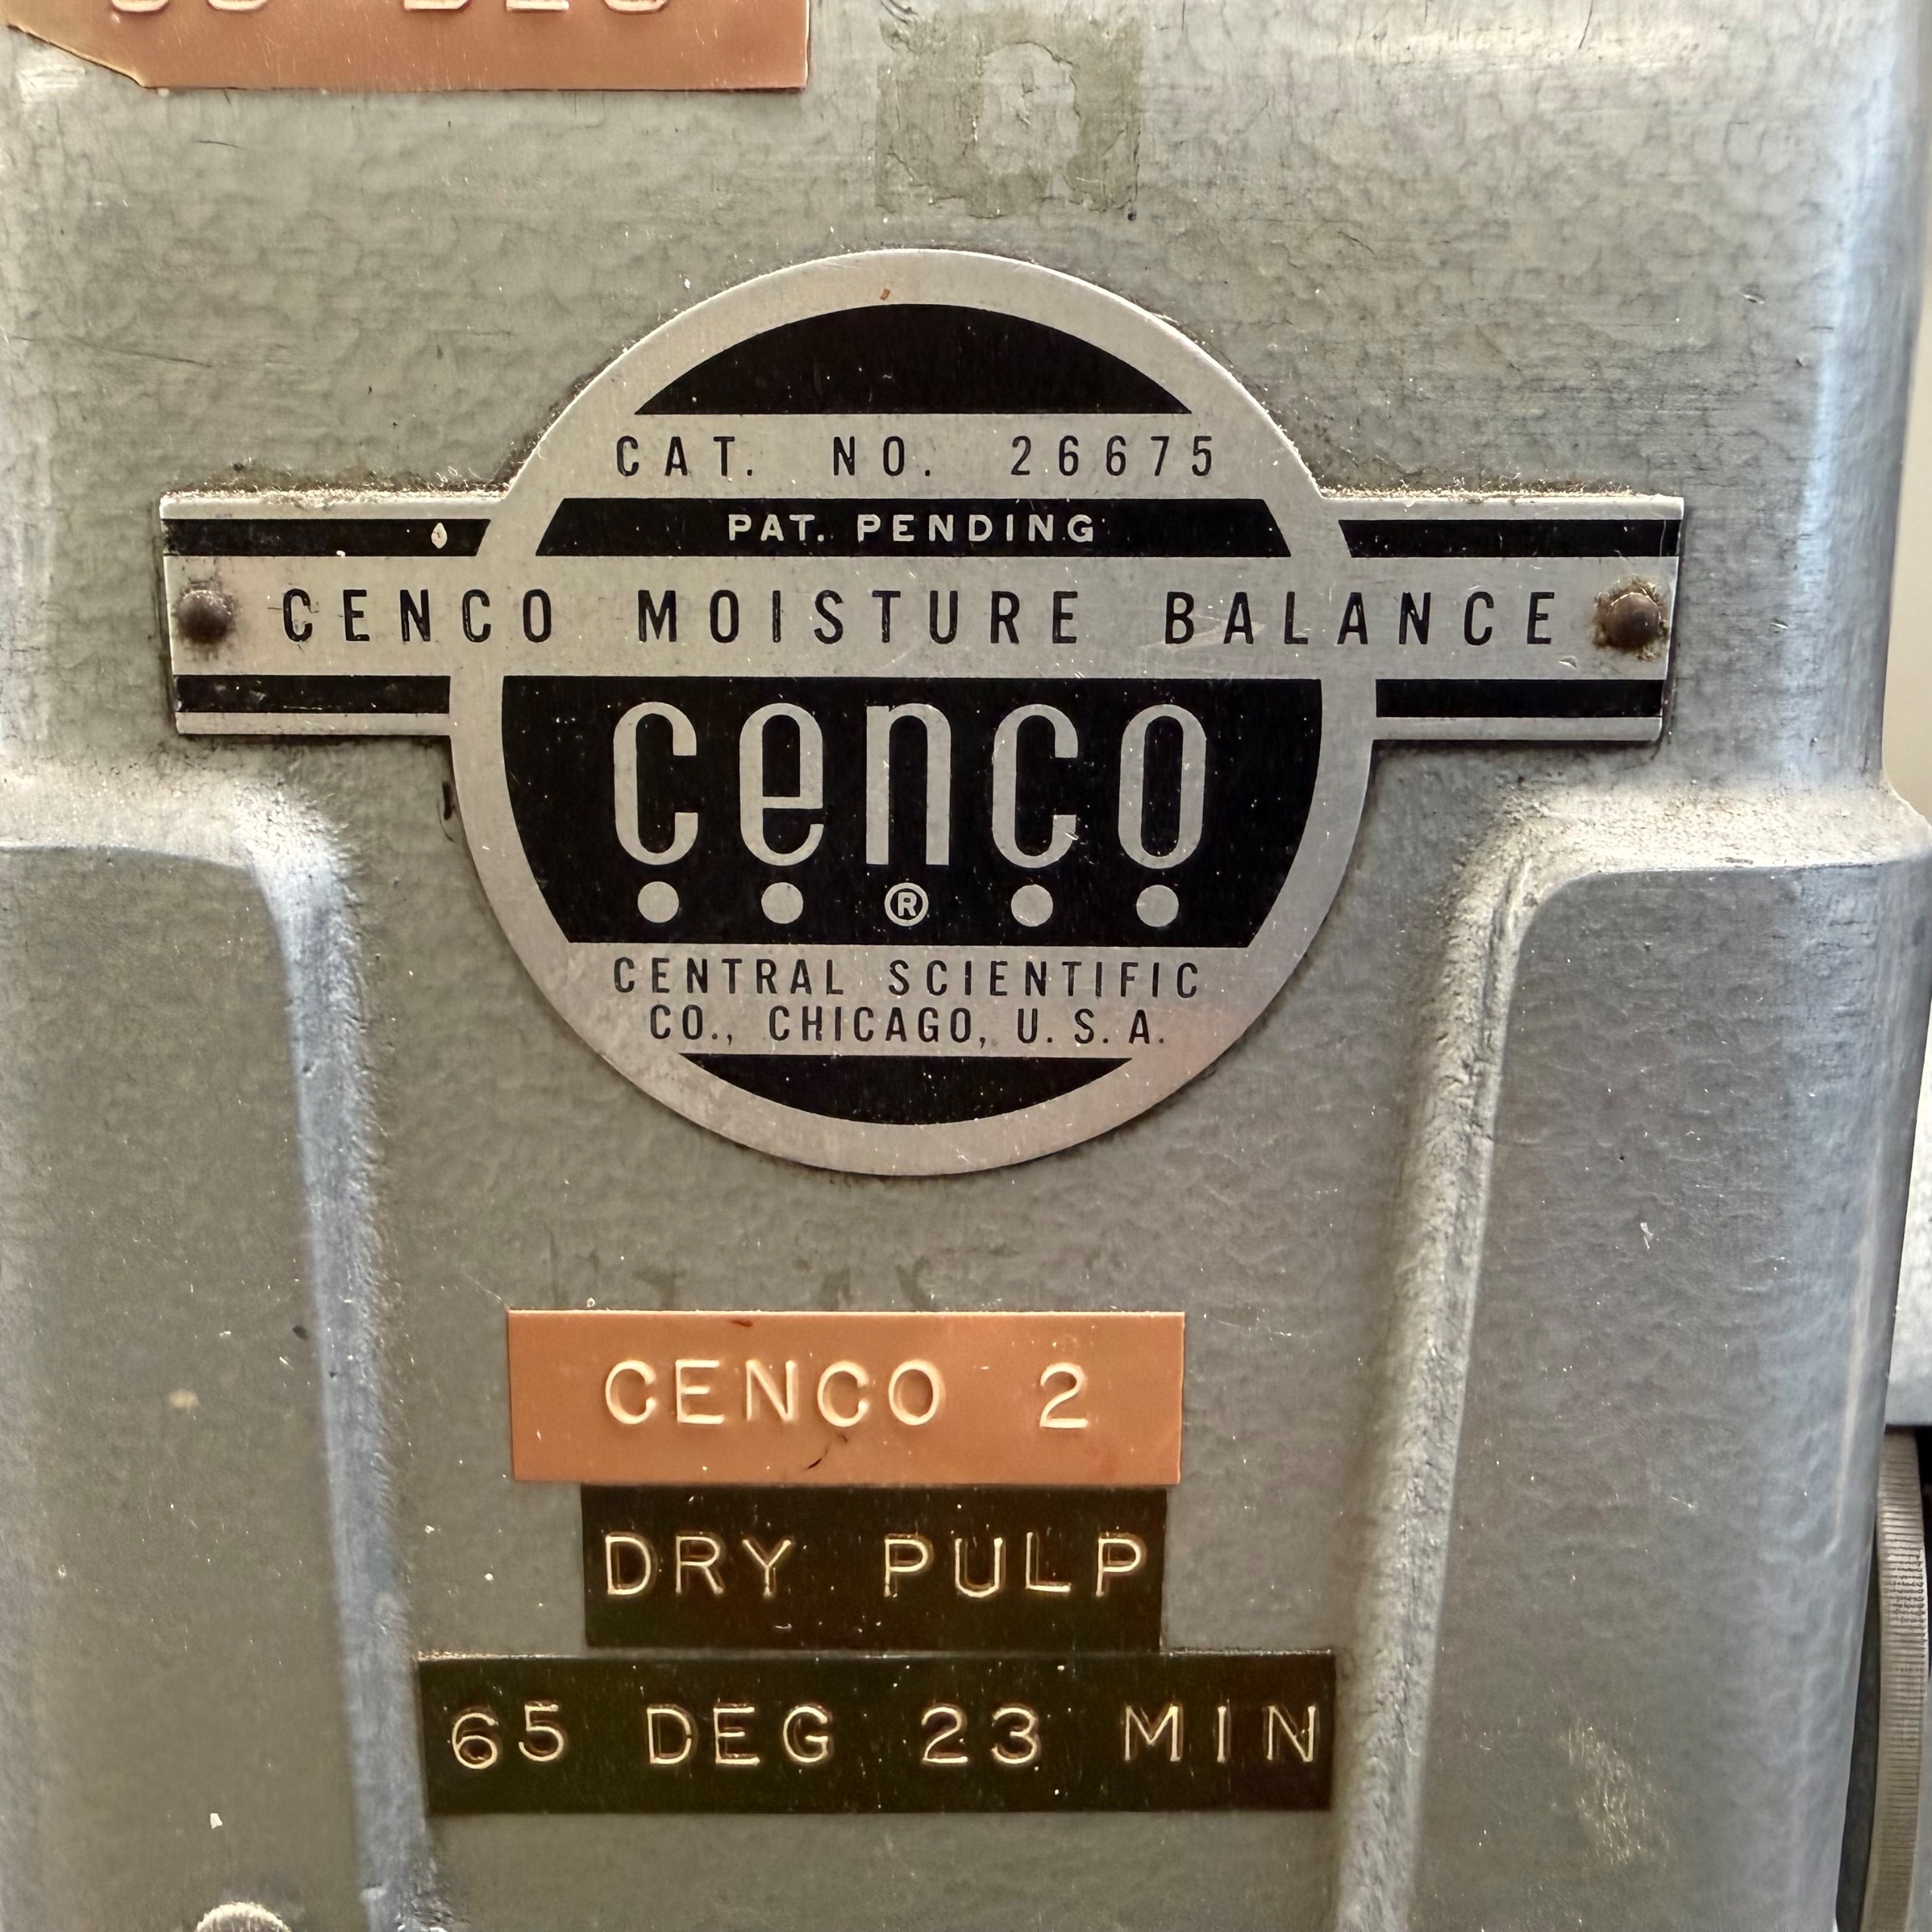 CAT. NO. 26675
PAT. PENDING
CENCO MOISTURE BALANCE
cenco
®
CENTRAL SCIENTIFIC
CO., CHICAGO, U.S.A.
CENCO 2
DRY PULP
65 DEG 23 MIN